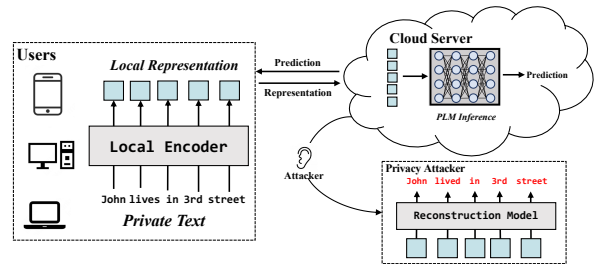 Users
Local Representation
Local Encoder
John lives in 3rd street
Private Text
Prediction
Representation
Cloud Server
Prediction
PLM Inference
Attacker
Privacy Attacker
John lived in 3rd street
Reconstruction Model